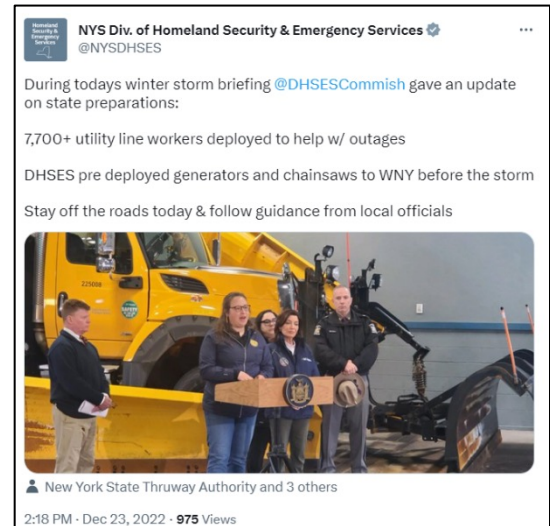 Homeland
Security &
Emergency
Services
NYS Div. of Homeland Security & Emergency Services
@NYSDHSES
During todays winter storm briefing @DHSESCommish gave an update
on state preparations:
7,700+ utility line workers deployed to help w/ outages
DHSES pre deployed generators and chainsaws to WNY before the storm
Stay off the roads today & follow guidance from local officials
New York State Thruway Authority and 3 others
2:18 PM · Dec 23, 2022 · 975 Views